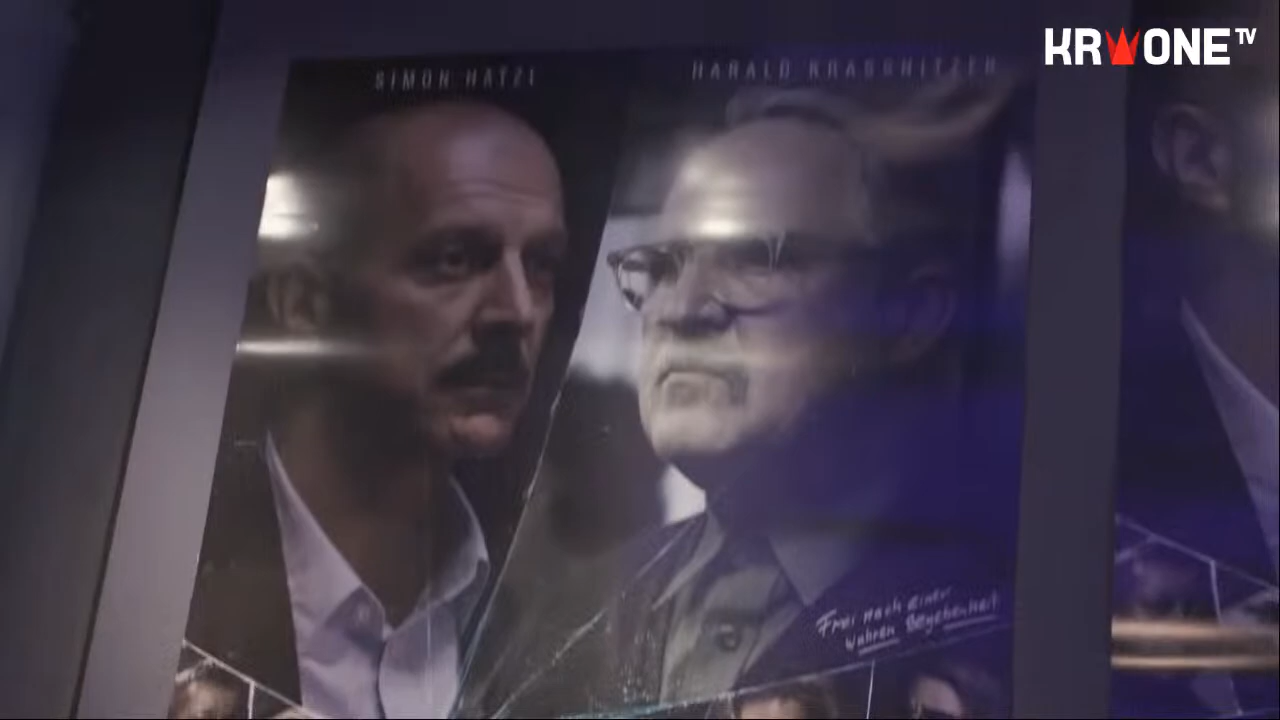 KRONE TV
SIMON HATZL
HARALD KRASSNITZER
Frei nach einer
wahren Begebenheit